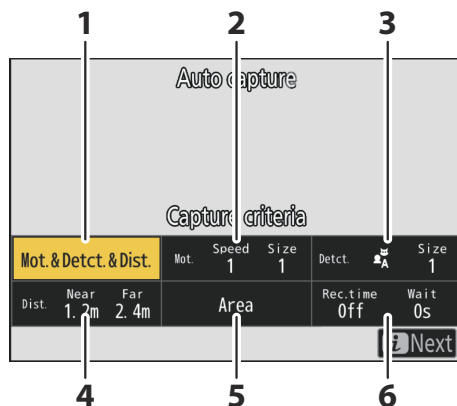 1 2 3
Auto capture
Capture criteria
Mot. & Detct. & Dist.
Mot. Speed 1 Size 1
Detct. A Size 1
Dist. Near 1. 2m Far 2. 4m
Area
Rec.time Off Wait 0s
i Next
4 5 6